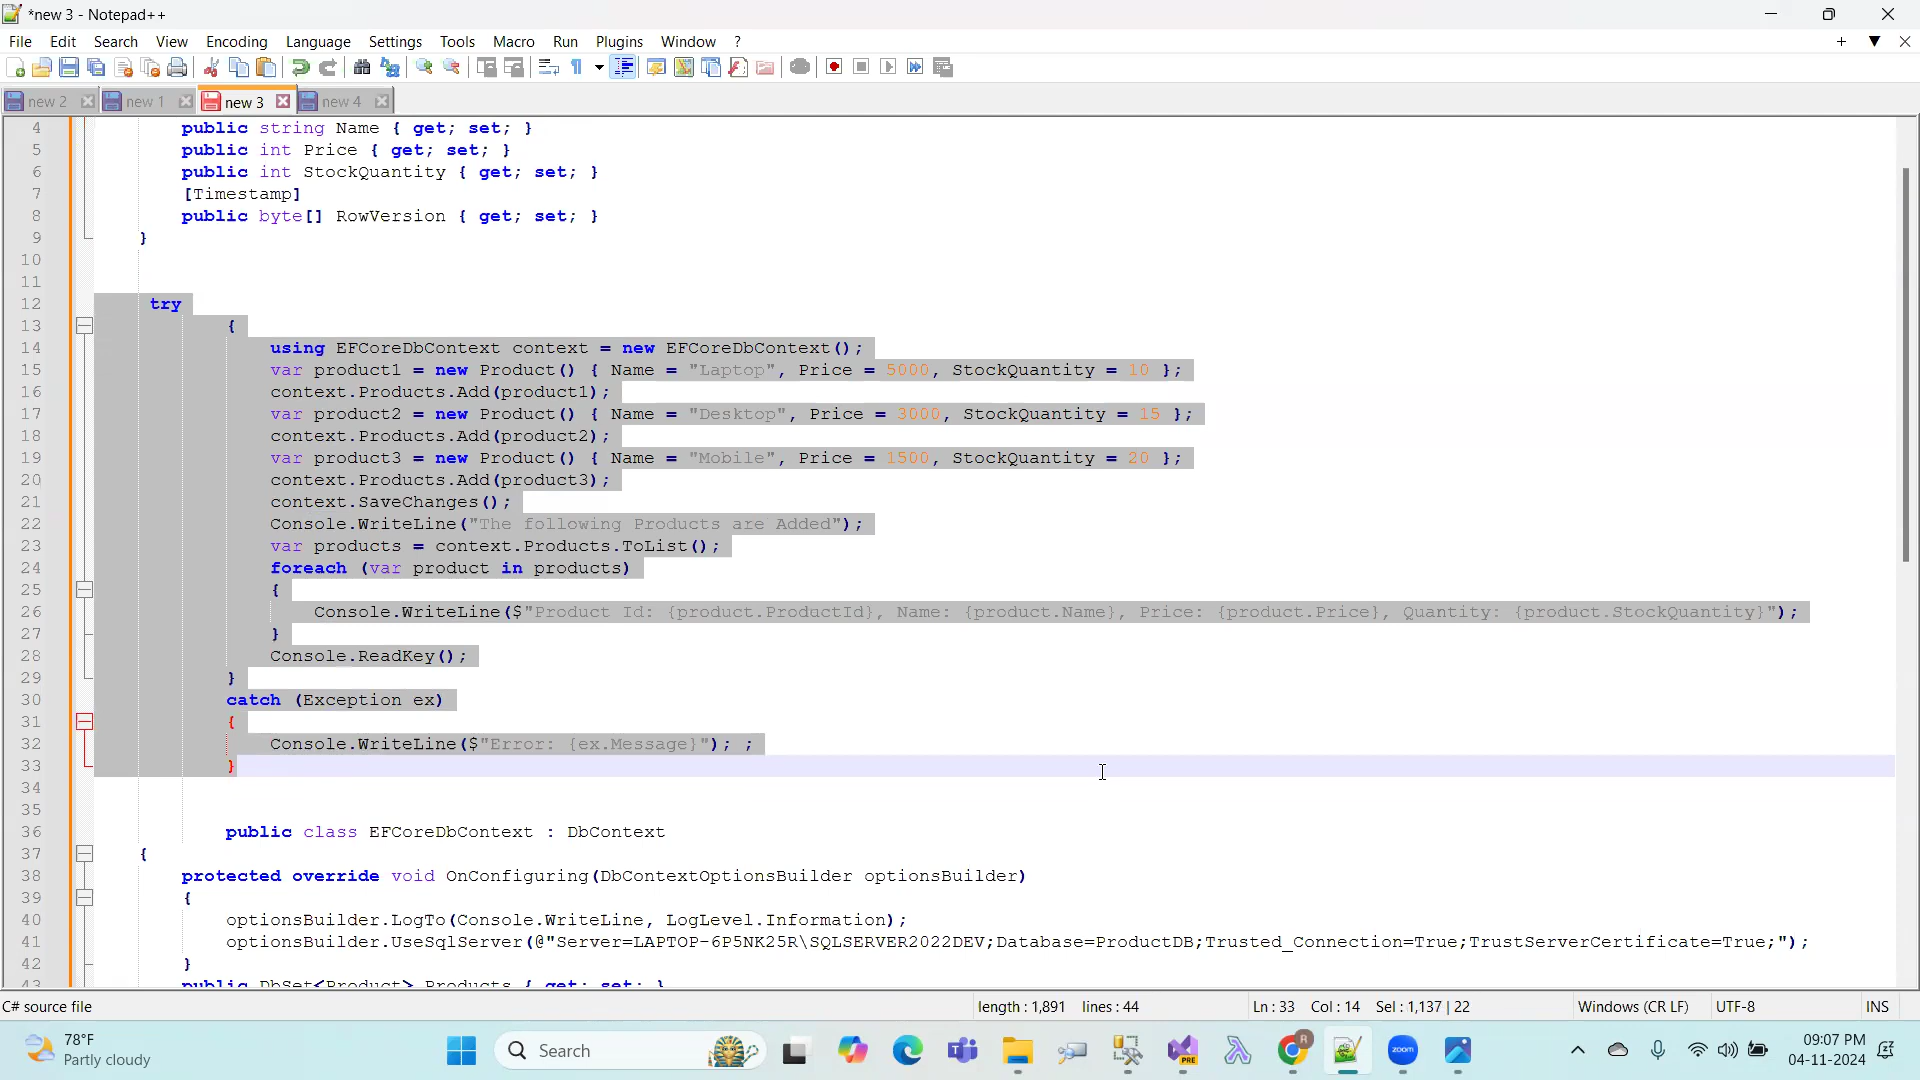 *new 3 - Notepad++
File Edit Search View Encoding Language Settings Tools Macro Run Plugins Window ?
new 2 new 1 new 3 new 4
4 public string Name { get; set; }
5 public int Price { get; set; }
6 public int StockQuantity { get; set; }
7 [Timestamp]
8 public byte[] RowVersion { get; set; }
9 }
10
11
12 try
13 {
14 using EFCoreDbContext context = new EFCoreDbContext();
15 var product1 = new Product() { Name = "Laptop", Price = 5000, StockQuantity = 10 };
16 context.Products.Add(product1);
17 var product2 = new Product() { Name = "Desktop", Price = 3000, StockQuantity = 15 };
18 context.Products.Add(product2);
19 var product3 = new Product() { Name = "Mobile", Price = 1500, StockQuantity = 20 };
20 context.Products.Add(product3);
21 context.SaveChanges();
22 Console.WriteLine("The following Products are Added");
23 var products = context.Products.ToList();
24 foreach (var product in products)
25 {
26 Console.WriteLine($"Product Id: {product.ProductId}, Name: {product.Name}, Price: {product.Price}, Quantity: {product.StockQuantity}");
27 }
28 Console.ReadKey();
29 }
30 catch (Exception ex)
31 {
32 Console.WriteLine($"Error: {ex.Message}"); ;
33 }
34
35
36 public class EFCoreDbContext : DbContext
37 {
38 protected override void OnConfiguring(DbContextOptionsBuilder optionsBuilder)
39 {
40 optionsBuilder.LogTo(Console.WriteLine, LogLevel.Information);
41 optionsBuilder.UseSqlServer(@"Server=LAPTOP-6P5NK25R\SQLSERVER2022DEV;Database=ProductDB;Trusted_Connection=True;TrustServerCertificate=True;");
42 }
43 public DbSet<Product> Products { get; set; }
C# source file length : 1,891 lines : 44 Ln : 33 Col : 14 Sel : 1,137 | 22 Windows (CR LF) UTF-8 INS
78°F
Partly cloudy
Search
PRE
R
zoom
09:07 PM
04-11-2024